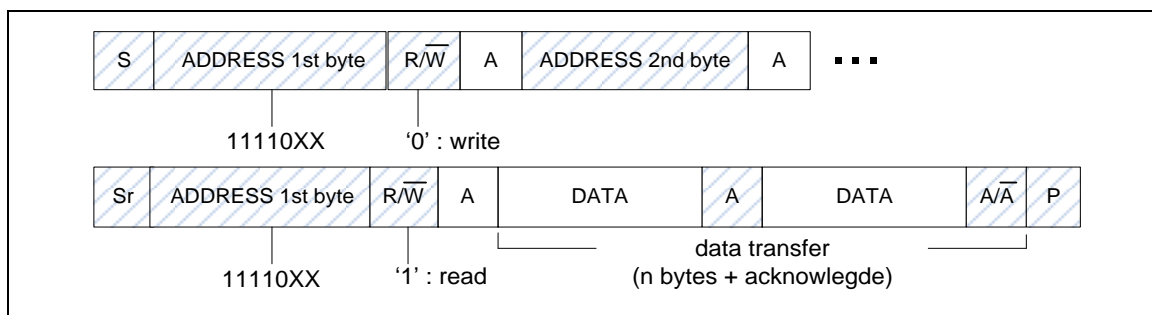 S ADDRESS 1st byte R/W̅ A ADDRESS 2nd byte A ...
11110XX '0' : write
Sr ADDRESS 1st byte R/W̅ A DATA A DATA A/A̅ P
11110XX '1' : read
data transfer
(n bytes + acknowlegde)